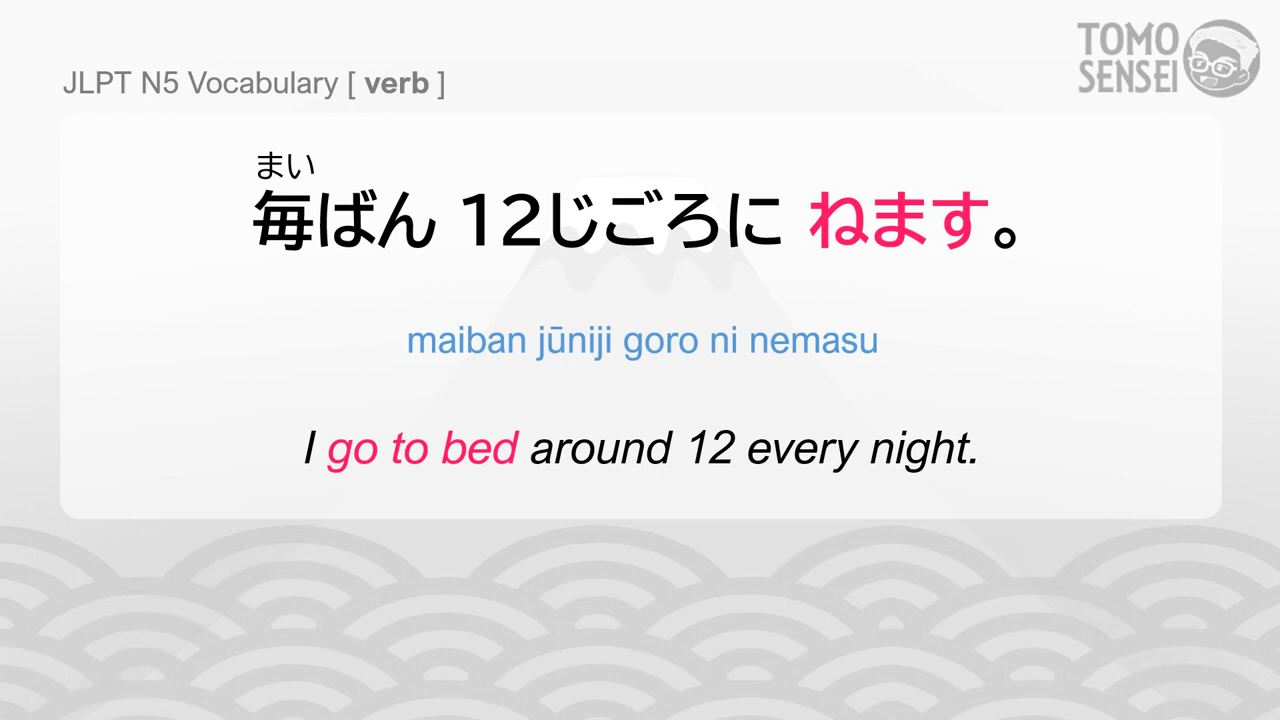 TOMO
SENSEI
JLPT N5 Vocabulary [ verb ]
まい
毎ばん 12じごろに ねます。
maiban jūniji goro ni nemasu
I go to bed around 12 every night.